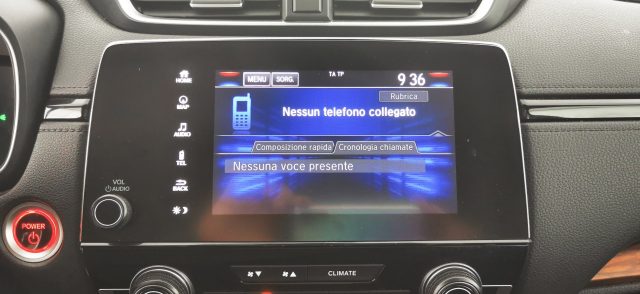 MENU SORG. TA TP 9 36
HOME
MAP
AUDIO
TEL
BACK
Rubrica
Nessun telefono collegato
Composizione rapida Cronologia chiamate
Nessuna voce presente
VOL
AUDIO
POWER
CLIMATE